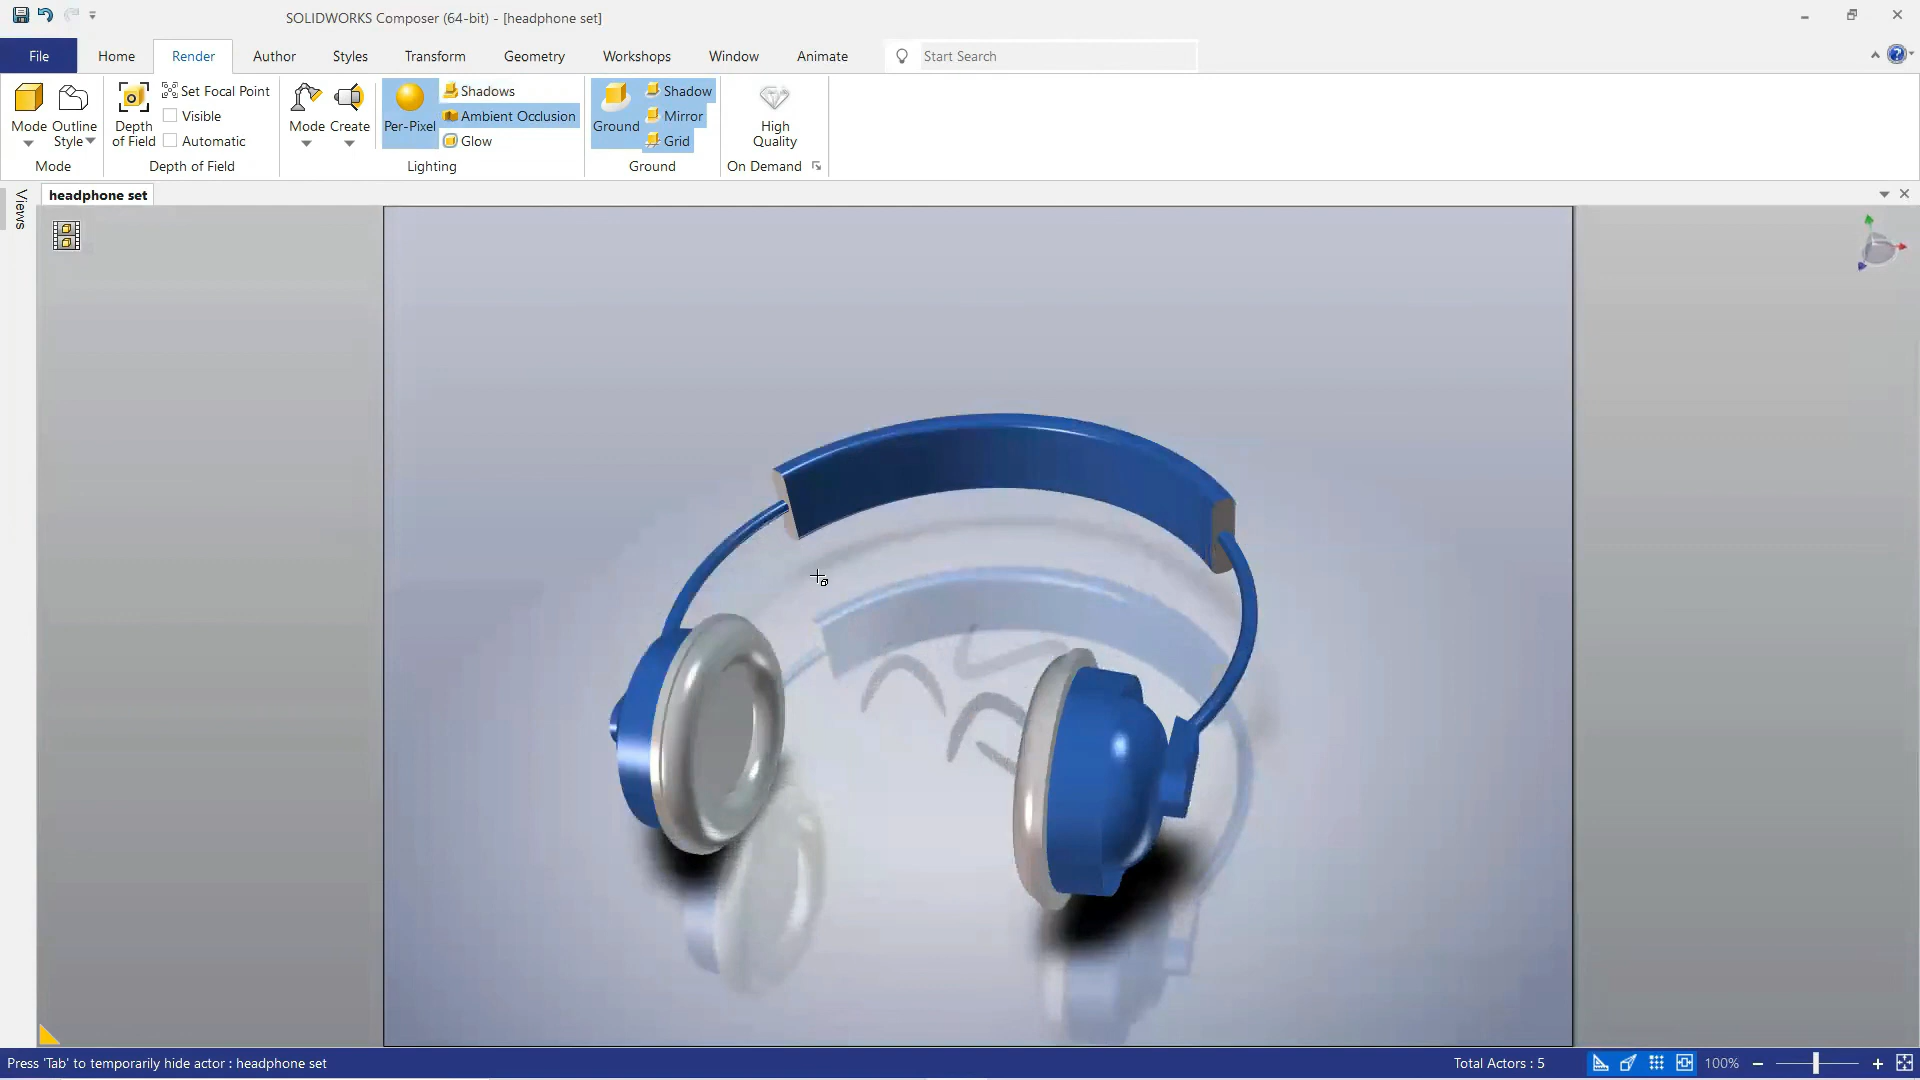 SOLIDWORKS Composer (64-bit) - [headphone set]
File Home Render Author Styles Transform Geometry Workshops Window Animate Start Search
Mode
Outline Style
Mode
Depth of Field
Set Focal Point
Visible
Automatic
Depth of Field
Mode
Create
Per-Pixel
Shadows
Ambient Occlusion
Glow
Lighting
Ground
Shadow
Mirror
Grid
Ground
High Quality
On Demand
Views
headphone set
Press 'Tab' to temporarily hide actor : headphone set
Total Actors : 5
100%